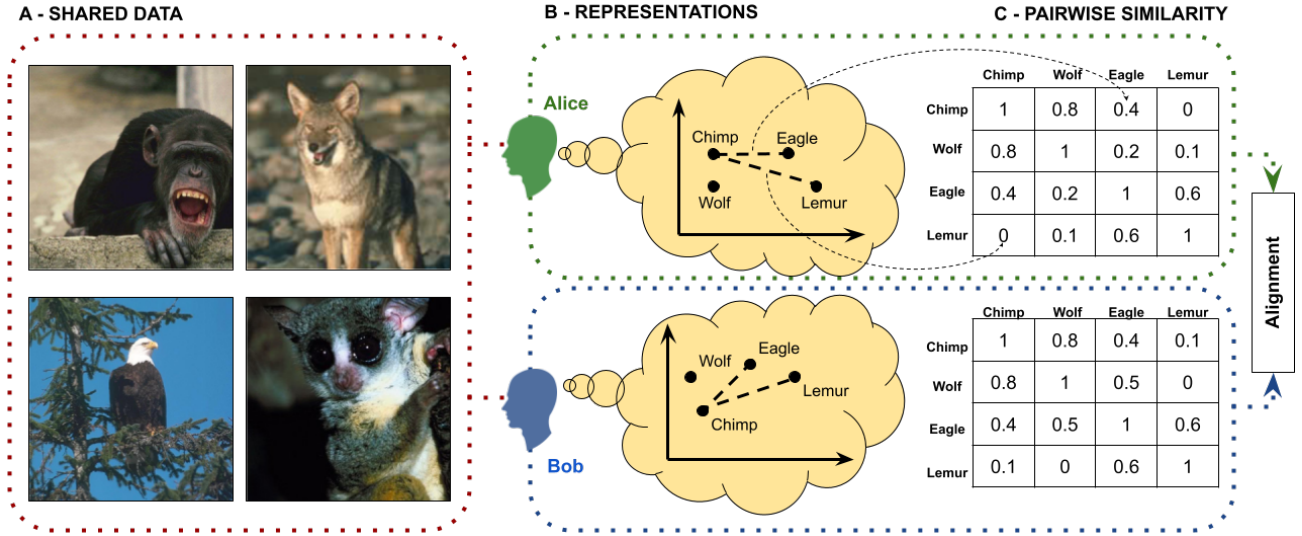 A - SHARED DATA
B - REPRESENTATIONS
C - PAIRWISE SIMILARITY
Alice
Chimp
Eagle
Wolf
Lemur
Chimp Wolf Eagle Lemur
Chimp 1 0.8 0.4 0
Wolf 0.8 1 0.2 0.1
Eagle 0.4 0.2 1 0.6
Lemur 0 0.1 0.6 1
Bob
Wolf
Eagle
Lemur
Chimp
Chimp Wolf Eagle Lemur
Chimp 1 0.8 0.4 0.1
Wolf 0.8 1 0.5 0
Eagle 0.4 0.5 1 0.6
Lemur 0.1 0 0.6 1
Alignment